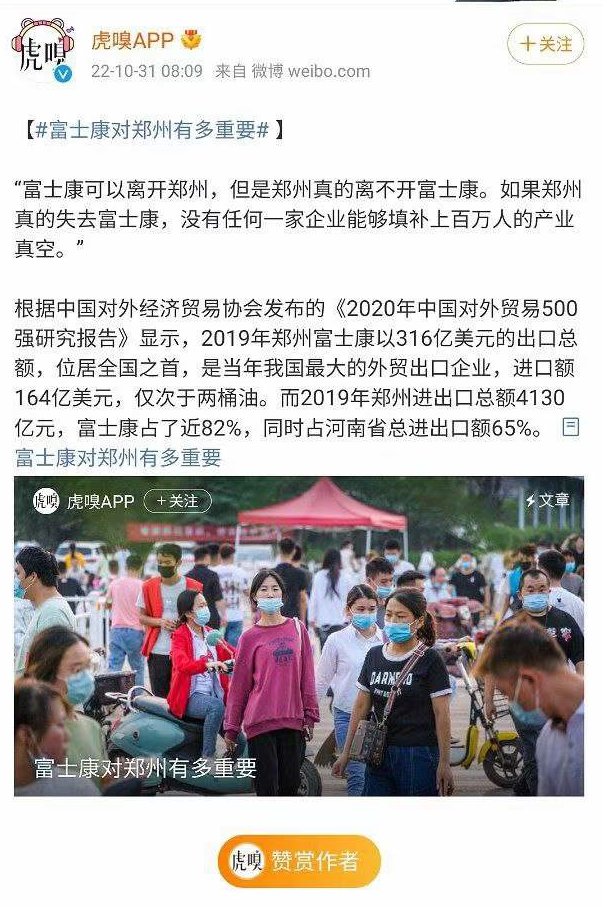 虎嗅
虎嗅APP
+关注
22-10-31 08:09 来自 微博 weibo.com
【#富士康对郑州有多重要# 】
“富士康可以离开郑州，但是郑州真的离不开富士康。如果郑州
真的失去富士康，没有任何一家企业能够填补上百万人的产业
真空。”
根据中国对外经济贸易协会发布的《2020年中国对外贸易500
强研究报告》显示，2019年郑州富士康以316亿美元的出口总
额，位居全国之首，是当年我国最大的外贸出口企业，进口额
164亿美元，仅次于两桶油。而2019年郑州进出口总额4130
亿元，富士康占了近82%，同时占河南省总进出口额65%。
富士康对郑州有多重要
虎嗅 虎嗅APP +关注 文章
富士康对郑州有多重要
虎嗅 赞赏作者